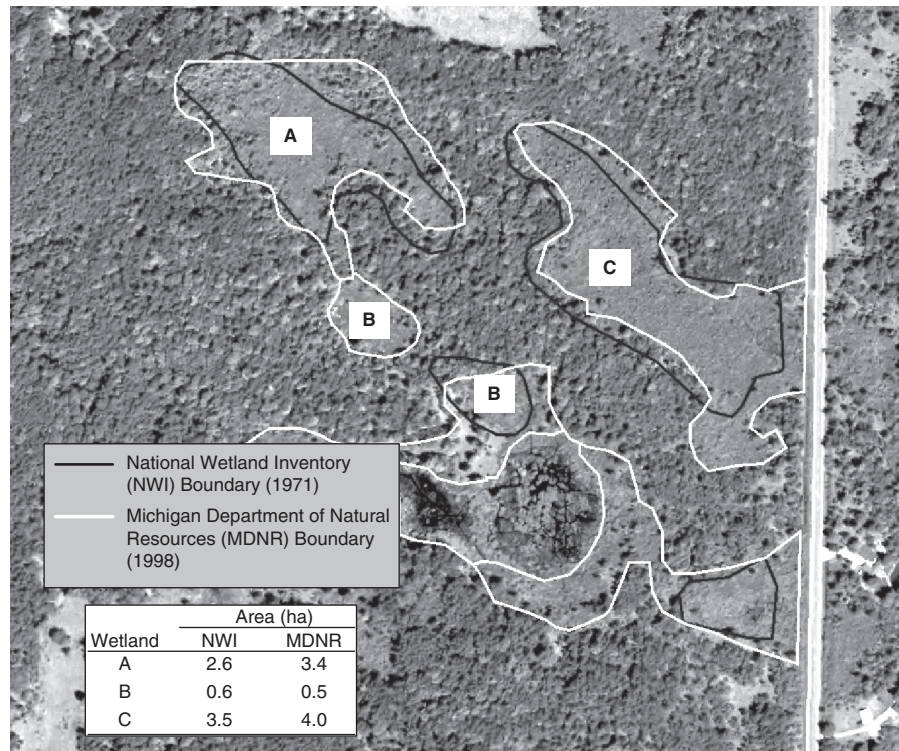 A
C
B
B
National Wetland Inventory
(NWI) Boundary (1971)
Michigan Department of Natural
Resources (MDNR) Boundary
(1998)
Area (ha)
Wetland NWI MDNR
A 2.6 3.4
B 0.6 0.5
C 3.5 4.0